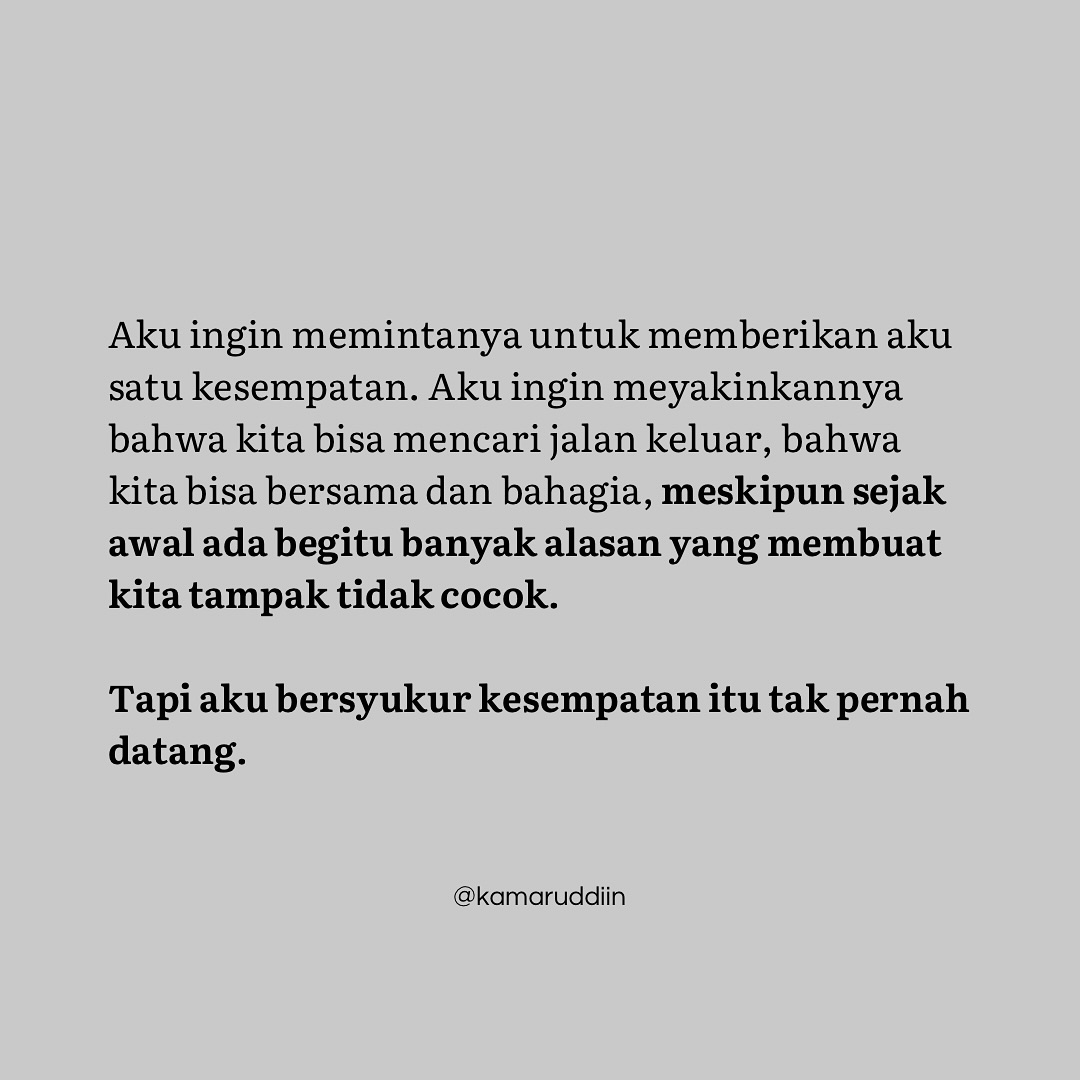 Aku ingin memintanya untuk memberikan aku
satu kesempatan. Aku ingin meyakinkannya
bahwa kita bisa mencari jalan keluar, bahwa
kita bisa bersama dan bahagia, meskipun sejak
awal ada begitu banyak alasan yang membuat
kita tampak tidak cocok.
Tapi aku bersyukur kesempatan itu tak pernah
datang.
@kamaruddiin